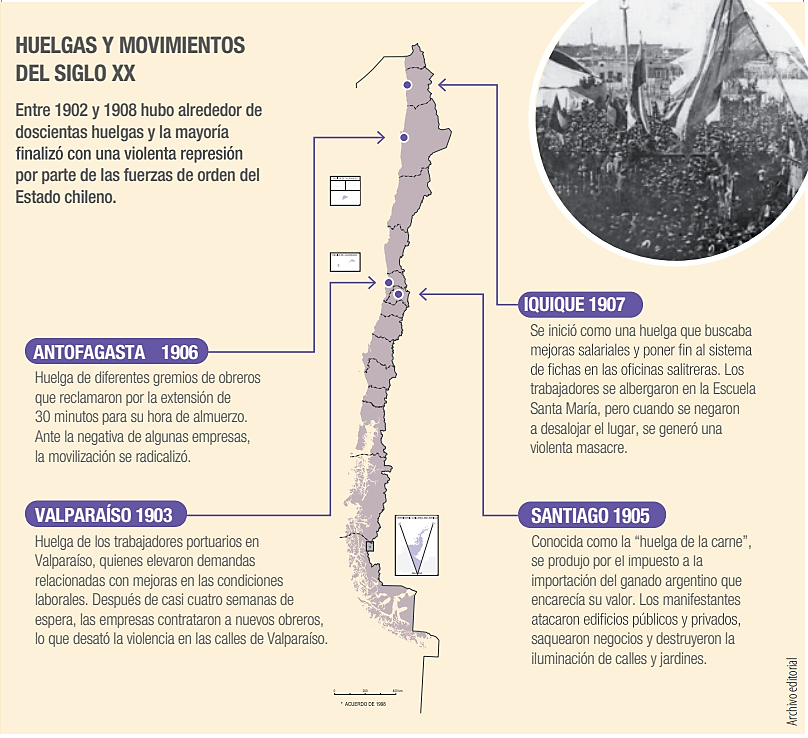 HUELGAS Y MOVIMIENTOS
DEL SIGLO XX
Entre 1902 y 1908 hubo alrededor de
doscientas huelgas y la mayoría
finalizó con una violenta represión
por parte de las fuerzas de orden del
Estado chileno.
ANTOFAGASTA 1906
Huelga de diferentes gremios de obreros
que reclamaron por la extensión de
30 minutos para su hora de almuerzo.
Ante la negativa de algunas empresas,
la movilización se radicalizó.
VALPARAÍSO 1903
Huelga de los trabajadores portuarios en
Valparaíso, quienes elevaron demandas
relacionadas con mejoras en las condiciones
laborales. Después de casi cuatro semanas de
espera, las empresas contrataron a nuevos obreros,
lo que desató la violencia en las calles de Valparaíso.
IQUIQUE 1907
Se inició como una huelga que buscaba
mejoras salariales y poner fin al sistema
de fichas en las oficinas salitreras. Los
trabajadores se albergaron en la Escuela
Santa María, pero cuando se negaron
a desalojar el lugar, se generó una
violenta masacre.
SANTIAGO 1905
Conocida como la “huelga de la carne”,
se produjo por el impuesto a la
importación del ganado argentino que
encarecía su valor. Los manifestantes
atacaron edificios públicos y privados,
saquearon negocios y destruyeron la
iluminación de calles y jardines.
* ACUERDO DE 1998
Archivo editorial